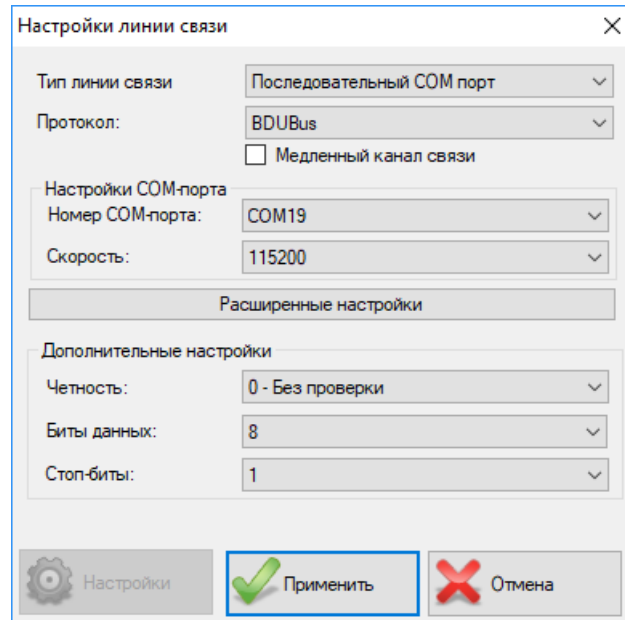 Настройки линии связи
Тип линии связи Последовательный COM порт
Протокол: BDUBus
Медленный канал связи
Настройки COM-порта
Номер COM-порта: COM19
Скорость: 115200
Расширенные настройки
Дополнительные настройки
Четность: 0 - Без проверки
Биты данных: 8
Стоп-биты: 1
Настройки Применить Отмена